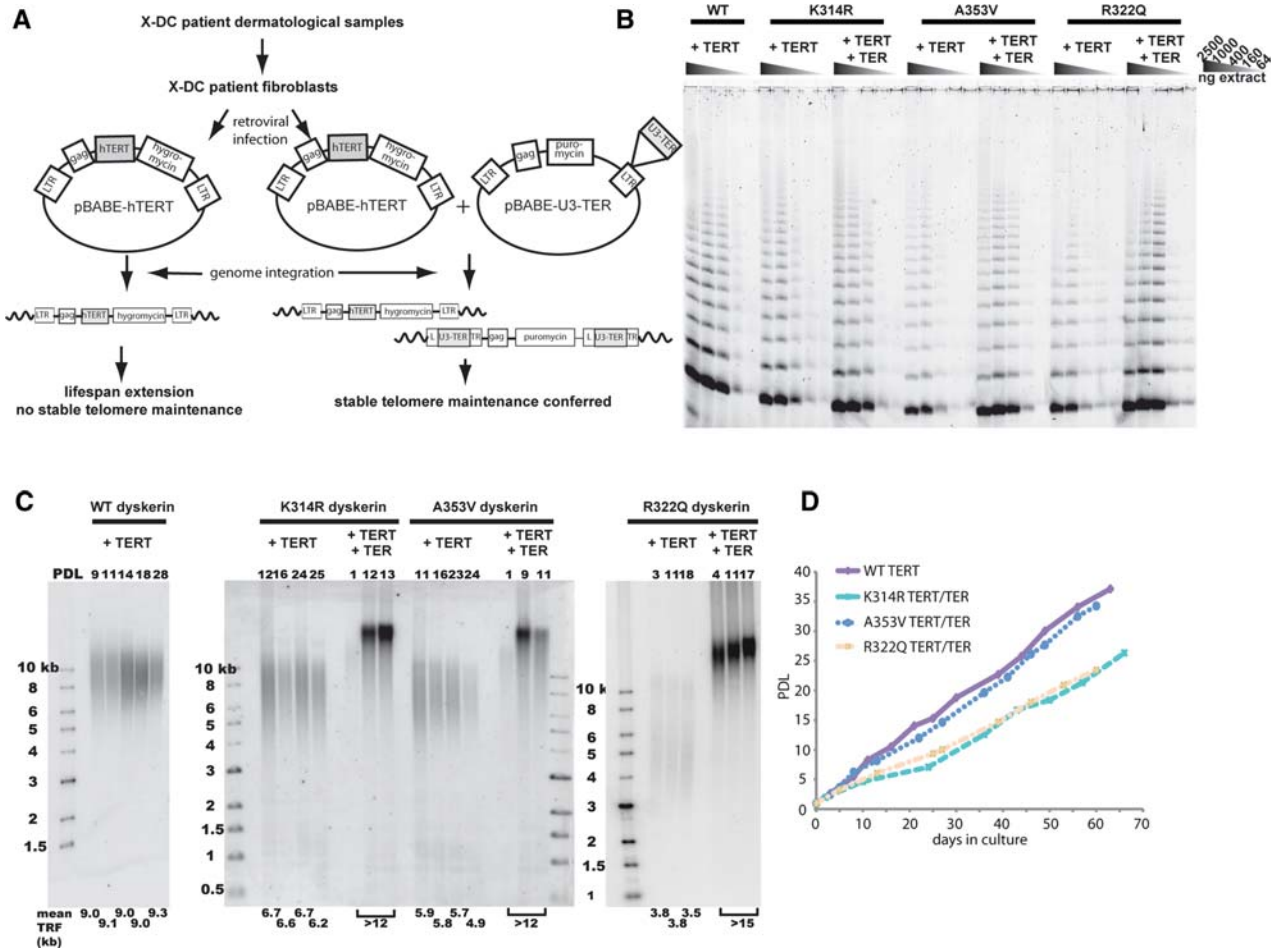 A
X-DC patient dermatological samples
X-DC patient fibroblasts
retroviral
infection
LTR
gag
hTERT
hygro-
mycin
LTR
pBABE-hTERT
LTR
gag
hTERT
hygro-
mycin
LTR
pBABE-hTERT
+
LTR
gag
puro-
mycin
LTR
U3-TER
pBABE-U3-TER
genome integration
LTR gag hTERT hygromycin LTR
LTR gag hTERT hygromycin LTR
L U3-TER TR gag puromycin L U3-TER TR
lifespan extension
no stable telomere maintenance
stable telomere maintenance conferred
B
WT K314R A353V R322Q
+ TERT + TERT + TERT + TERT + TERT + TERT + TERT
+ TER + TER + TER
2500 1000 400 160 64
ng extract
C
WT dyskerin
+ TERT
PDL 9 11 14 18 28
10 kb
8
6
5
4
3
2
1.5
K314R dyskerin A353V dyskerin
+ TERT + TERT + TERT + TERT
+ TER + TER
12 16 24 25 1 12 13 11 16 23 24 1 9 11
10 kb
8
6
5
4
3
2
1.5
1
0.5
R322Q dyskerin
+ TERT + TERT
+ TER
3 11 18 4 11 17
10 k
8
6
5
4
3
2
1.5
1
mean
TRF
(kb)
9.0 9.1 9.0 9.0 9.3
6.7 6.6 6.7 6.2 >12 5.9 5.8 5.7 4.9 >12
3.8 3.8 3.5 >15
D
WT TERT
K314R TERT/TER
A353V TERT/TER
R322Q TERT/TER
PDL
40
35
30
25
20
15
10
5
0
0 10 20 30 40 50 60 70
days in culture